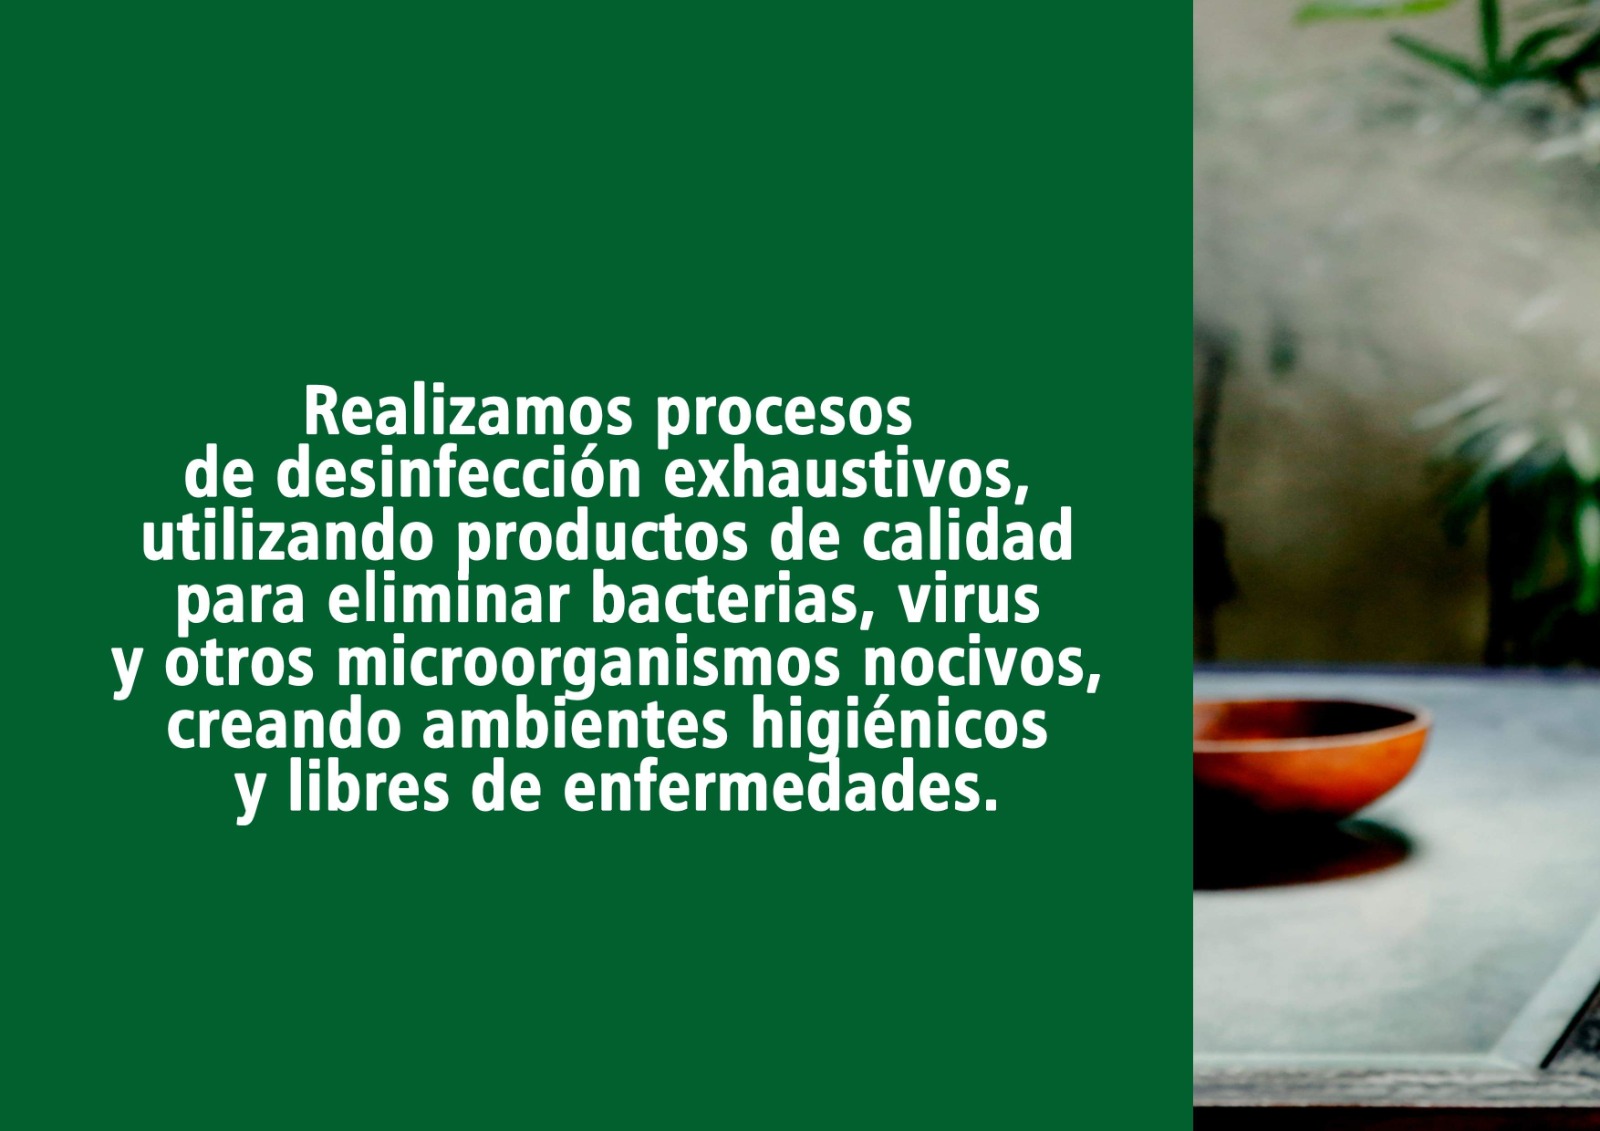 Realizamos procesos
de desinfección exhaustivos,
utilizando productos de calidad
para eliminar bacterias, virus
y otros microorganismos nocivos,
creando ambientes higiénicos
y libres de enfermedades.